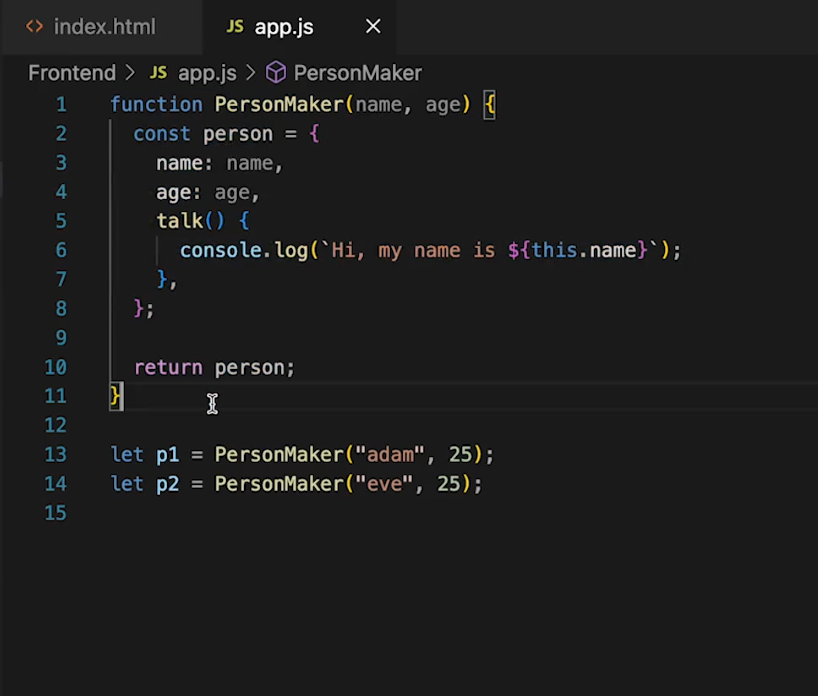 <> index.html JS app.js ×
Frontend > JS app.js > PersonMaker
1 function PersonMaker(name, age) {
2   const person = {
3     name: name,
4     age: age,
5     talk() {
6       console.log(`Hi, my name is ${this.name}`);
7     },
8   };
9
10   return person;
11 }
12
13 let p1 = PersonMaker("adam", 25);
14 let p2 = PersonMaker("eve", 25);
15